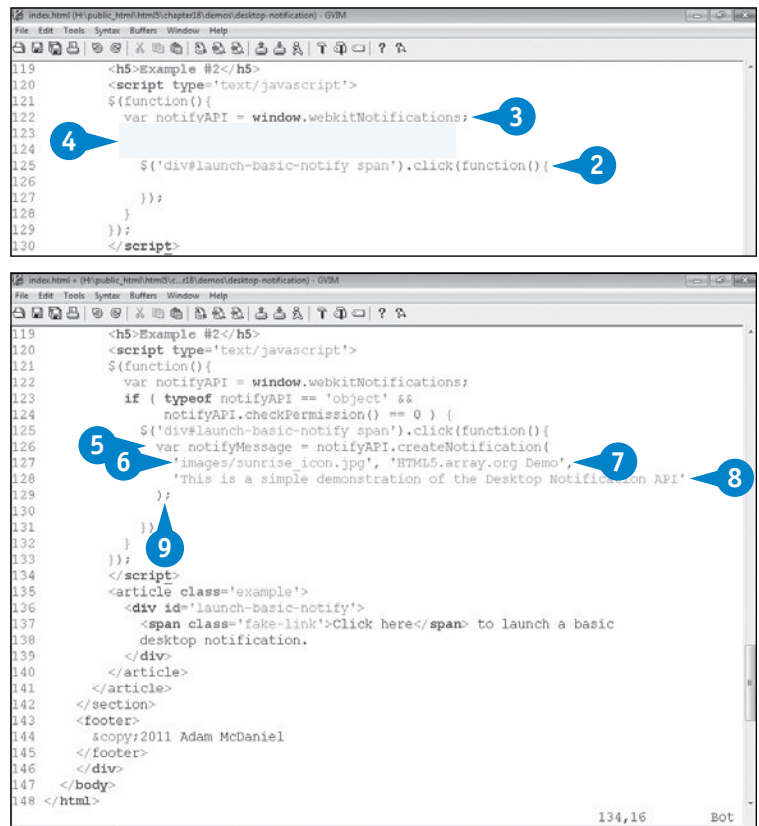 index.html (H:\public_html\html5\chapter18\demos\desktop-notification) - GVIM
File Edit Tools Syntax Buffers Window Help
119 <h5>Example #2</h5>
120 <script type='text/javascript'>
121 $(function(){
122 var notifyAPI = window.webkitNotifications; 3
123
4
124
125 $('div#launch-basic-notify span').click(function(){ 2
126
127 });
128 }
129 });
130 </script>
index.html + (H:\public_html\html5\c...r18\demos\desktop-notification) - GVIM
File Edit Tools Syntax Buffers Window Help
119 <h5>Example #2</h5>
120 <script type='text/javascript'>
121 $(function(){
122 var notifyAPI = window.webkitNotifications;
123 if ( typeof notifyAPI == 'object' &&
124 notifyAPI.checkPermission() == 0 ) {
125 $('div#launch-basic-notify span').click(function(){
126 5 var notifyMessage = notifyAPI.createNotification(
127 6 'images/sunrise_icon.jpg', 'HTML5.array.org Demo', 7
128 'This is a simple demonstration of the Desktop Notification API' 8
129 );
130
131 })
9
132 }
133 });
134 </script>
135 <article class='example'>
136 <div id='launch-basic-notify'>
137 <span class='fake-link'>Click here</span> to launch a basic
138 desktop notification.
139 </div>
140 </article>
141 </article>
142 </section>
143 <footer>
144 &copy;2011 Adam McDaniel
145 </footer>
146 </div>
147 </body>
148 </html>
134,16 Bot